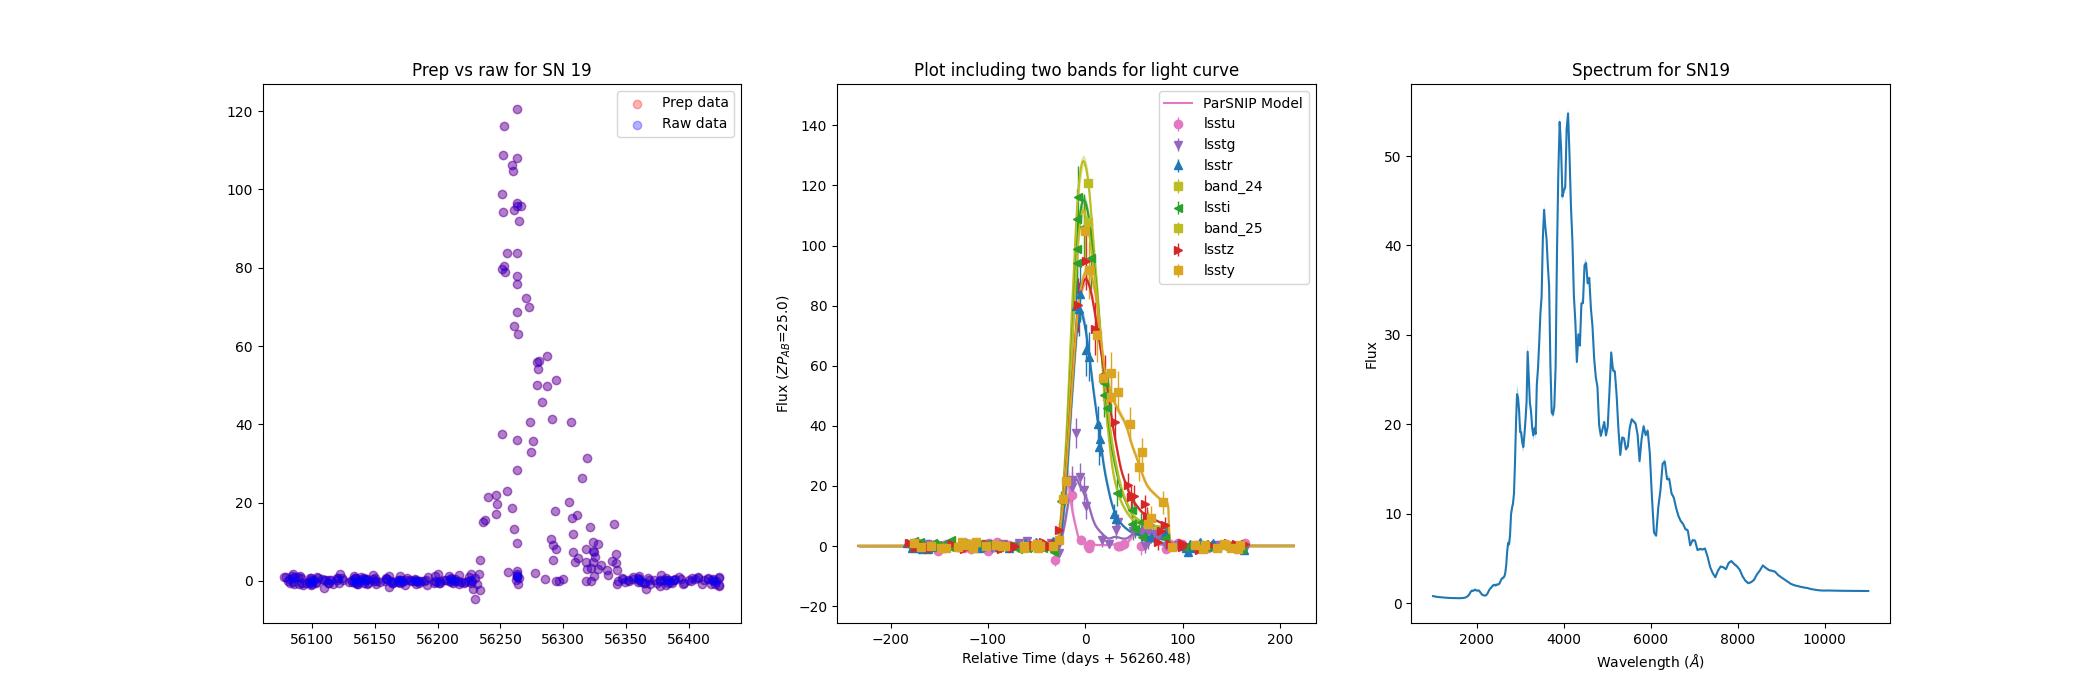 Prep vs raw for SN 19
Prep data
Raw data
120
100
80
60
40
20
0
56100 56150 56200 56250 56300 56350 56400
Plot including two bands for light curve
ParSNIP Model
lsstu
lsstg
lsstr
band_24
lssti
band_25
lsstz
lssty
Flux (ZP_AB=25.0)
140
120
100
80
60
40
20
0
−20
−200 −100 0 100 200
Relative Time (days + 56260.48)
Spectrum for SN19
Flux
50
40
30
20
10
0
2000 4000 6000 8000 10000
Wavelength (Å)